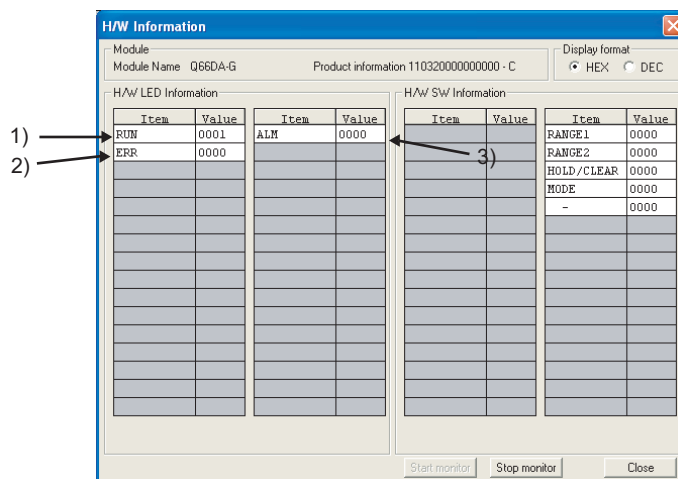 H/W Information
Module
Module Name Q66DA-G Product information 110320000000000 - C
Display format
HEX DEC
H/W LED Information
H/W SW Information
Item Value Item Value Item Value Item Value
1) RUN 0001 ALM 0000 RANGE1 0000
2) ERR 0000 3) RANGE2 0000
HOLD/CLEAR 0000
MODE 0000
- 0000
Start monitor Stop monitor Close